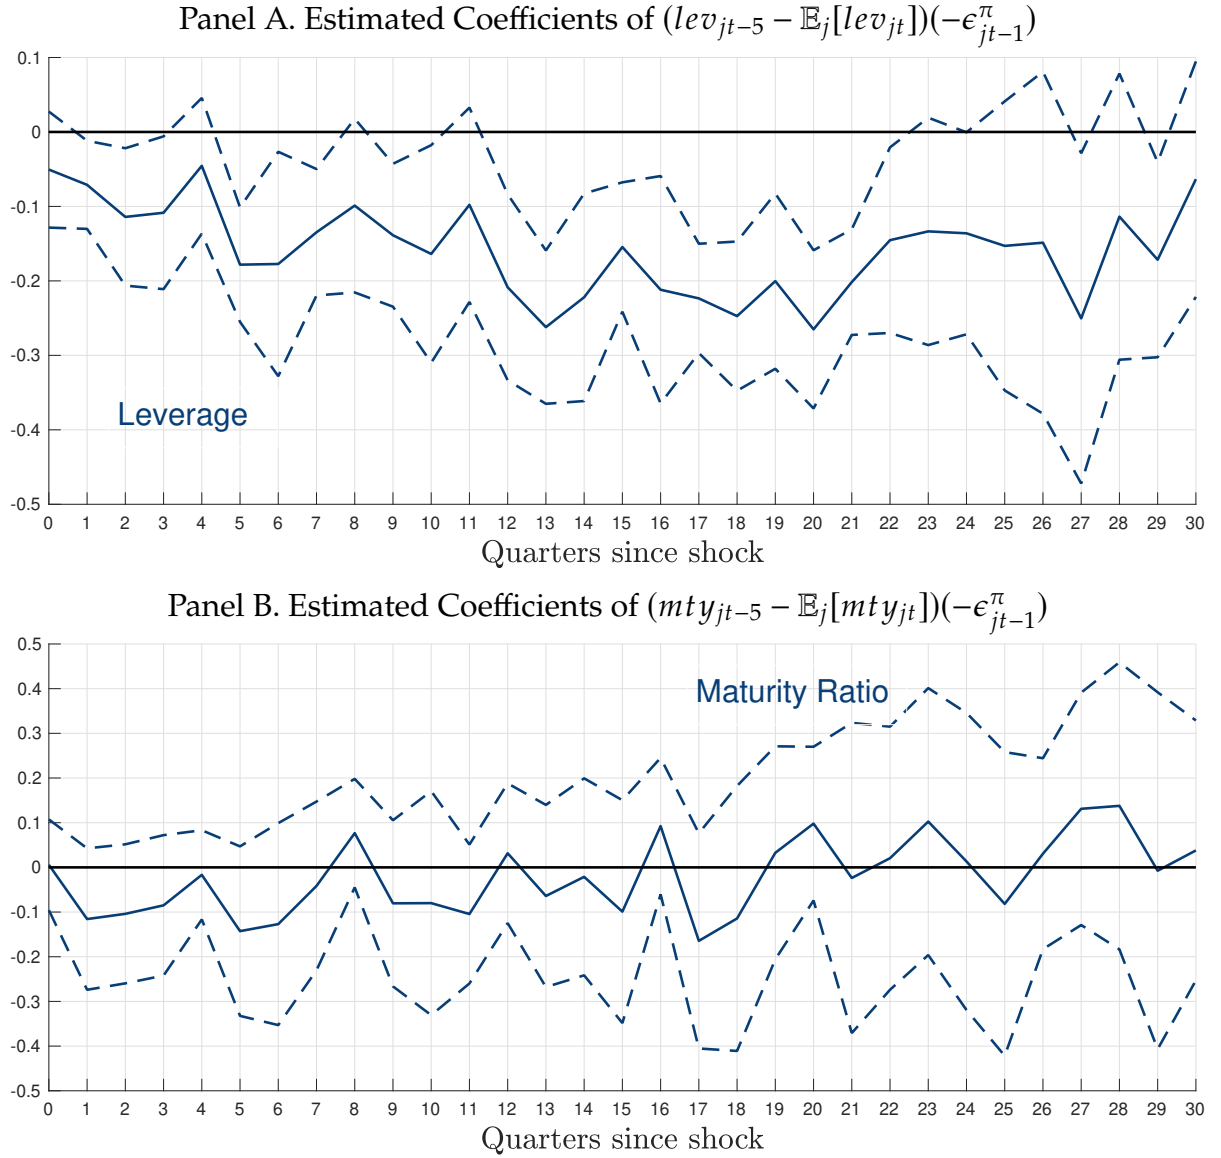 Panel A. Estimated Coefficients of (lev_{jt−5} − 𝔼_j[lev_{jt}])(−ϵ^π_{jt−1})
0.1
0
-0.1
-0.2
-0.3
-0.4
-0.5
Leverage
0 1 2 3 4 5 6 7 8 9 10 11 12 13 14 15 16 17 18 19 20 21 22 23 24 25 26 27 28 29 30
Quarters since shock
Panel B. Estimated Coefficients of (mty_{jt−5} − 𝔼_j[mty_{jt}])(−ϵ^π_{jt−1})
0.5
0.4
0.3
0.2
0.1
0
-0.1
-0.2
-0.3
-0.4
-0.5
Maturity Ratio
0 1 2 3 4 5 6 7 8 9 10 11 12 13 14 15 16 17 18 19 20 21 22 23 24 25 26 27 28 29 30
Quarters since shock